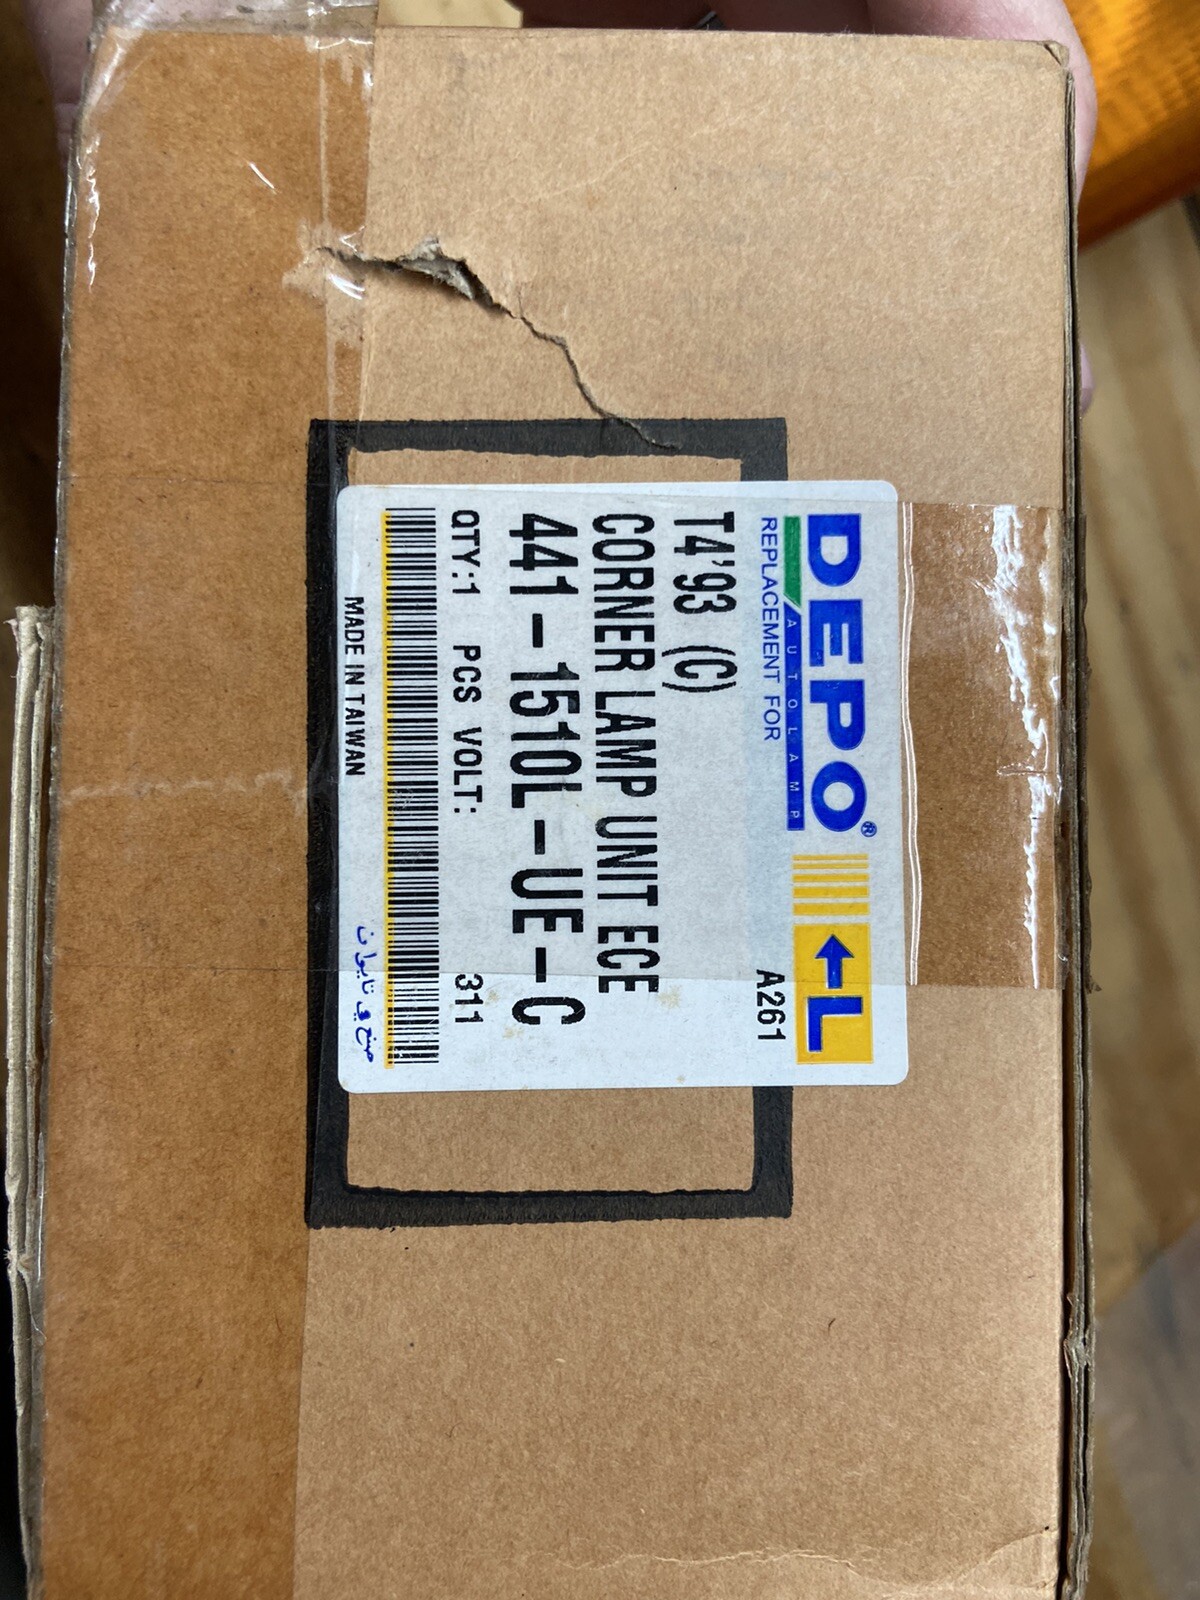 DEPO®
AUTO LAMP
← L
REPLACEMENT FOR
A261
T4'93 (C)
CORNER LAMP UNIT ECE
441-1510L-UE-C
QTY:1 PCS VOLT: 311
MADE IN TAIWAN
صنع في تايوان